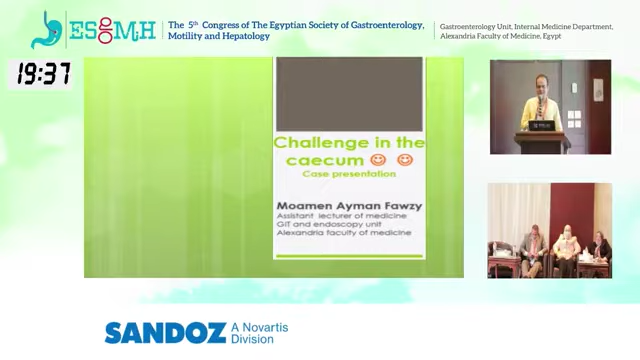 ESGMH
The 5th Congress of The Egyptian Society of Gastroenterology,
Motility and Hepatology
Gastroenterology Unit, Internal Medicine Department,
Alexandria Faculty of Medicine, Egypt
19:37
Challenge in the
caecum
Case presentation
Moamen Ayman Fawzy
Assistant lecturer of medicine
GIT and endoscopy unit
Alexandria faculty of medicine
SANDOZ A Novartis
Division